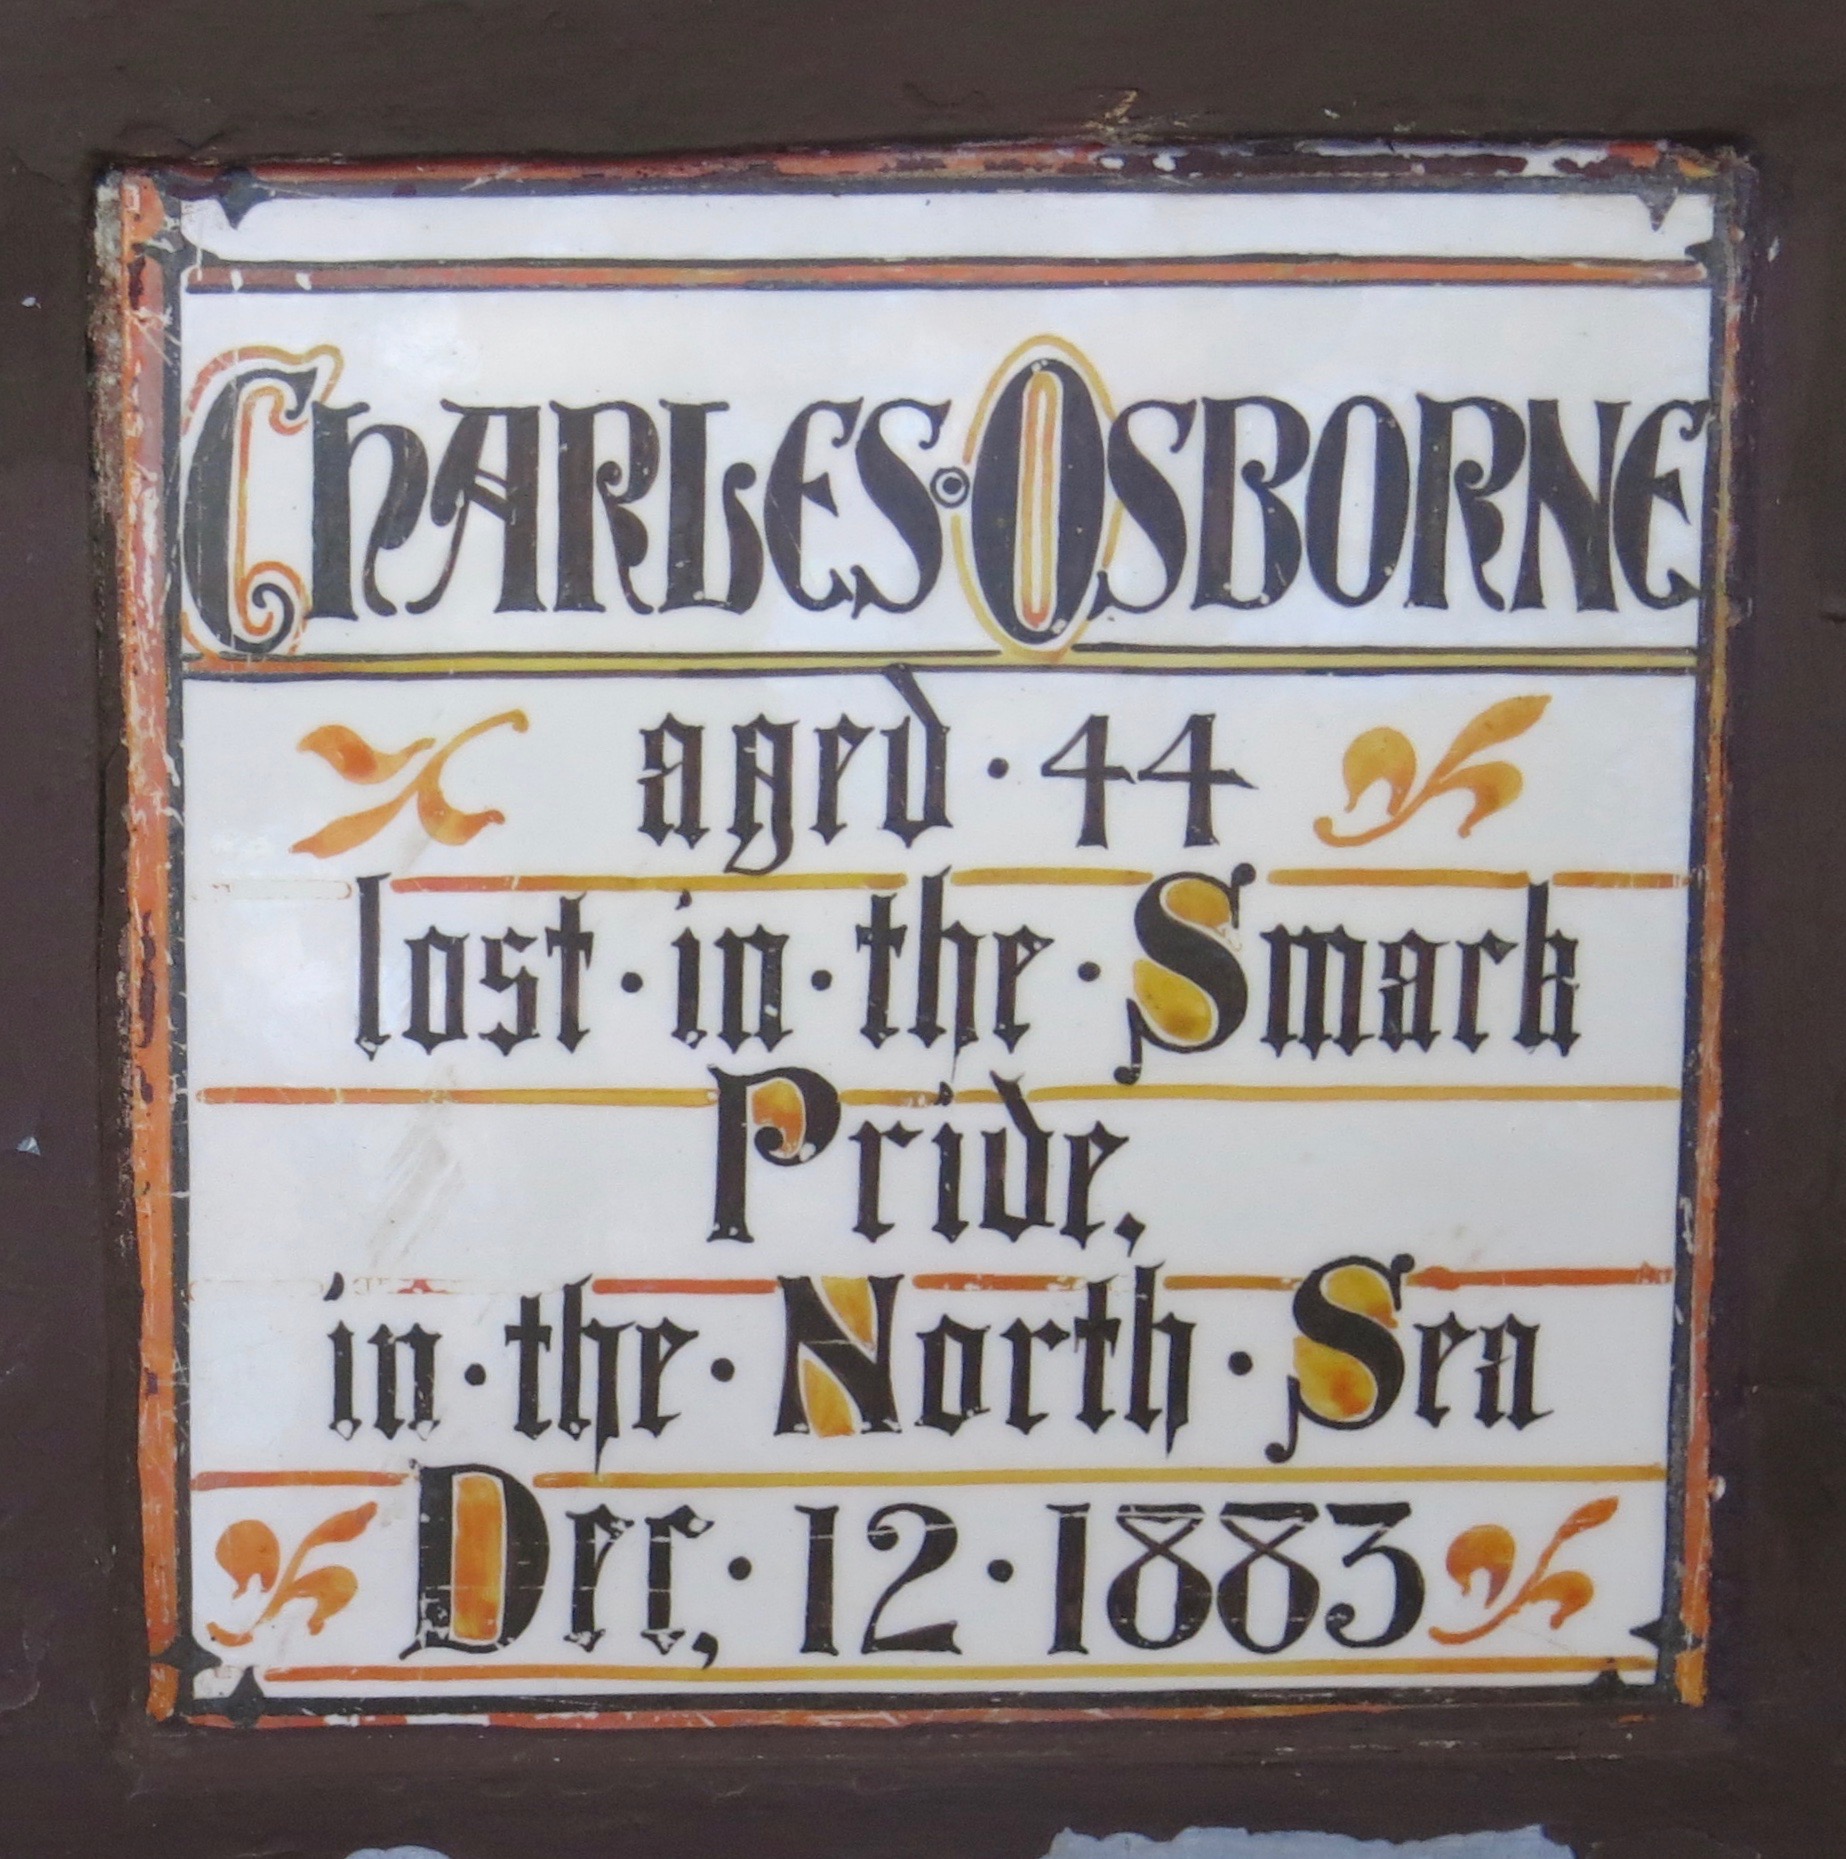 CHARLES·OSBORNE
aged · 44
lost · in · the · Smack
Pride,
in · the · North · Sea
Dec, · 12 · 1883